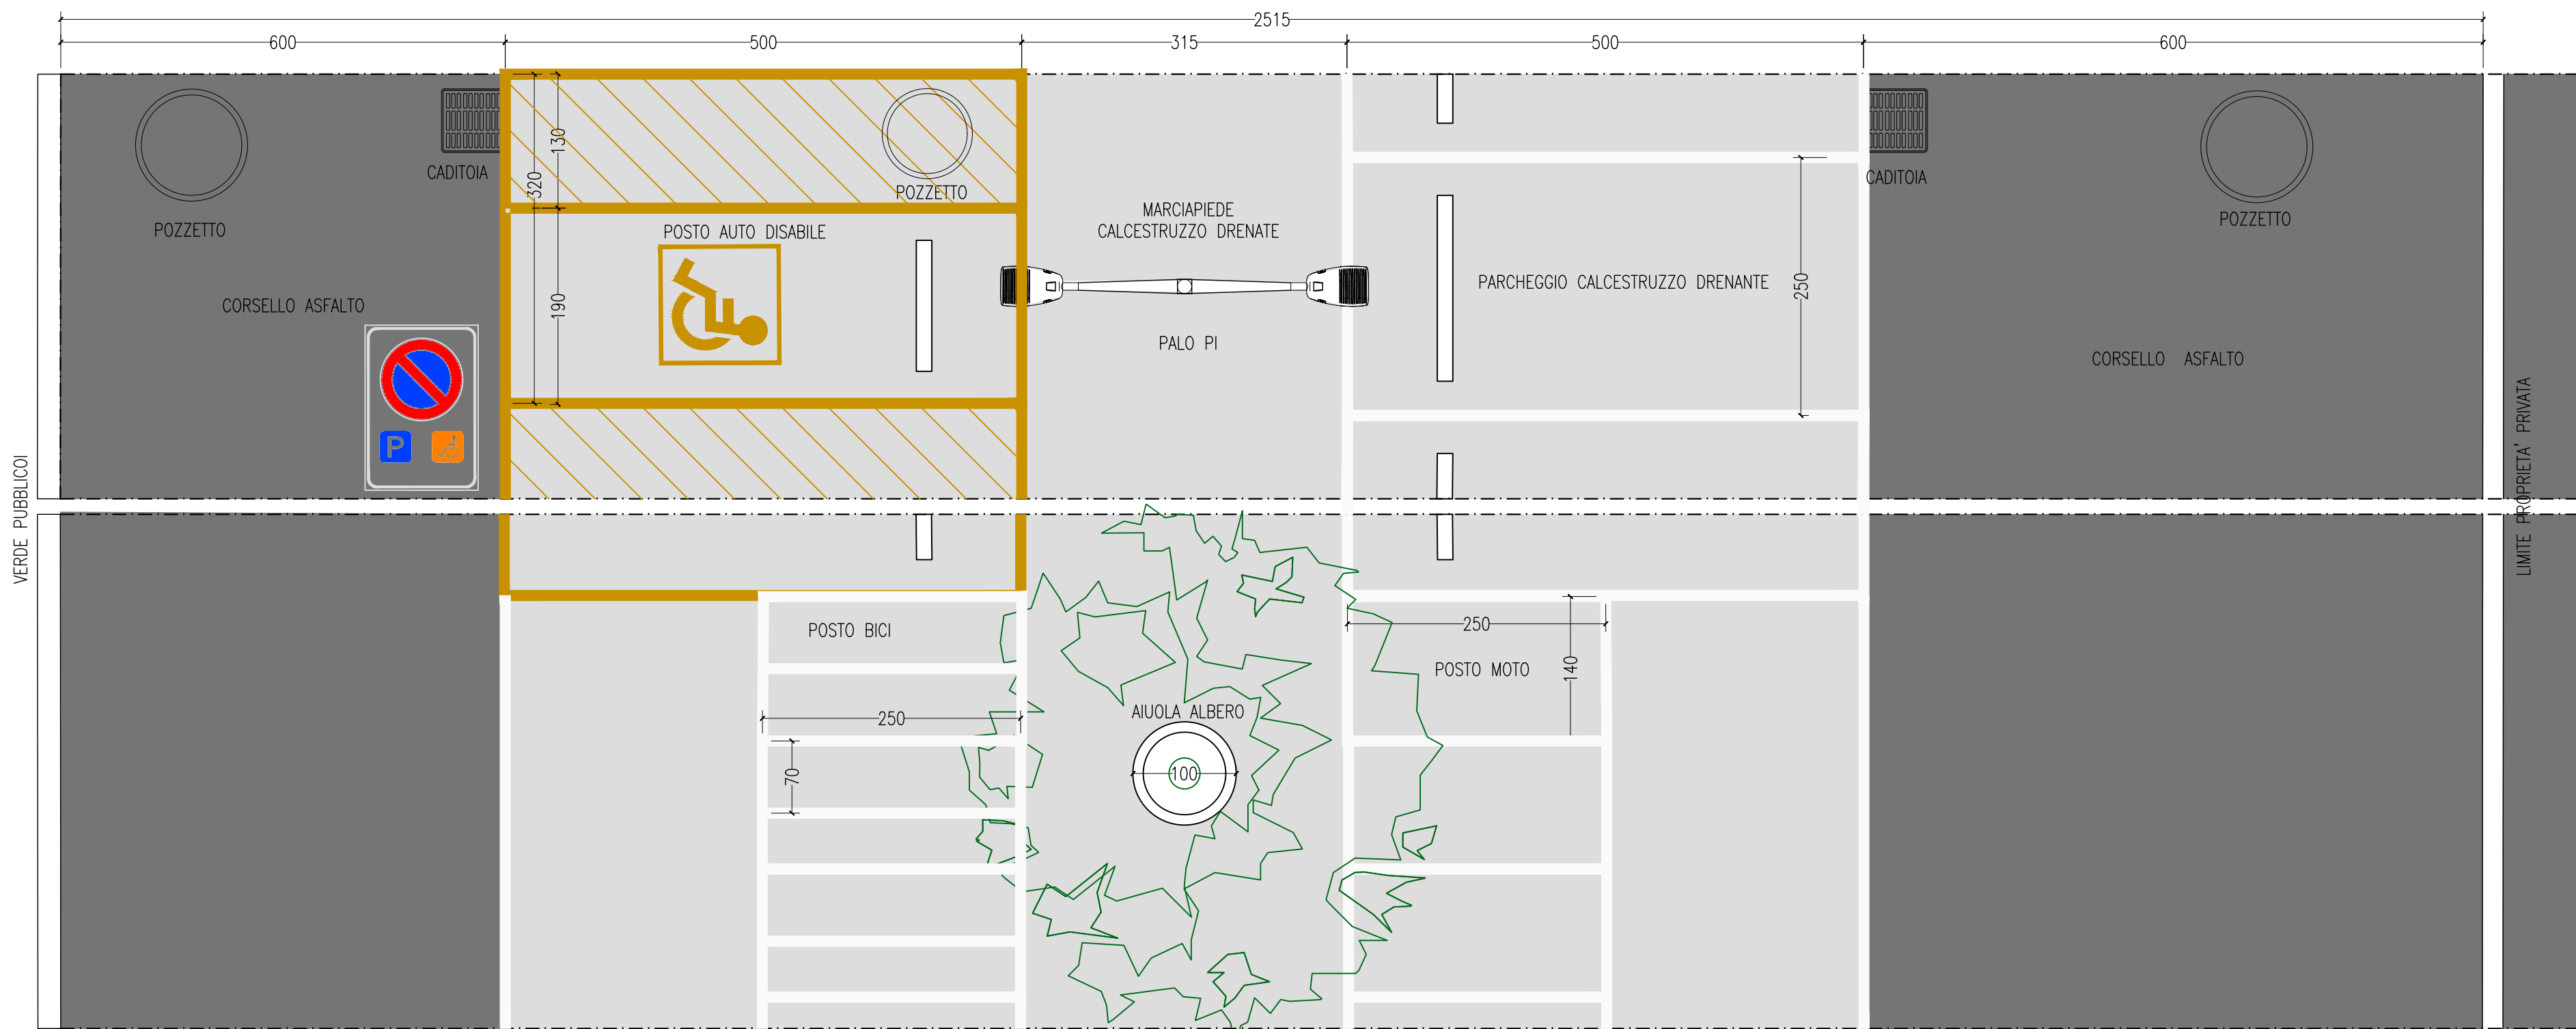 2515
600
500
315
500
600
130
320
190
CADITOIA
POZZETTO
POZZETTO
POSTO AUTO DISABILE
CORSELLO ASFALTO
P
MARCIAPIEDE
CALCESTRUZZO DRENATE
PALO PI
PARCHEGGIO CALCESTRUZZO DRENANTE
250
CADITOIA
POZZETTO
CORSELLO ASFALTO
VERDE PUBBLICOI
LIMITE PROPRIETA' PRIVATA
POSTO BICI
250
70
AIUOLA ALBERO
100
250
POSTO MOTO
140